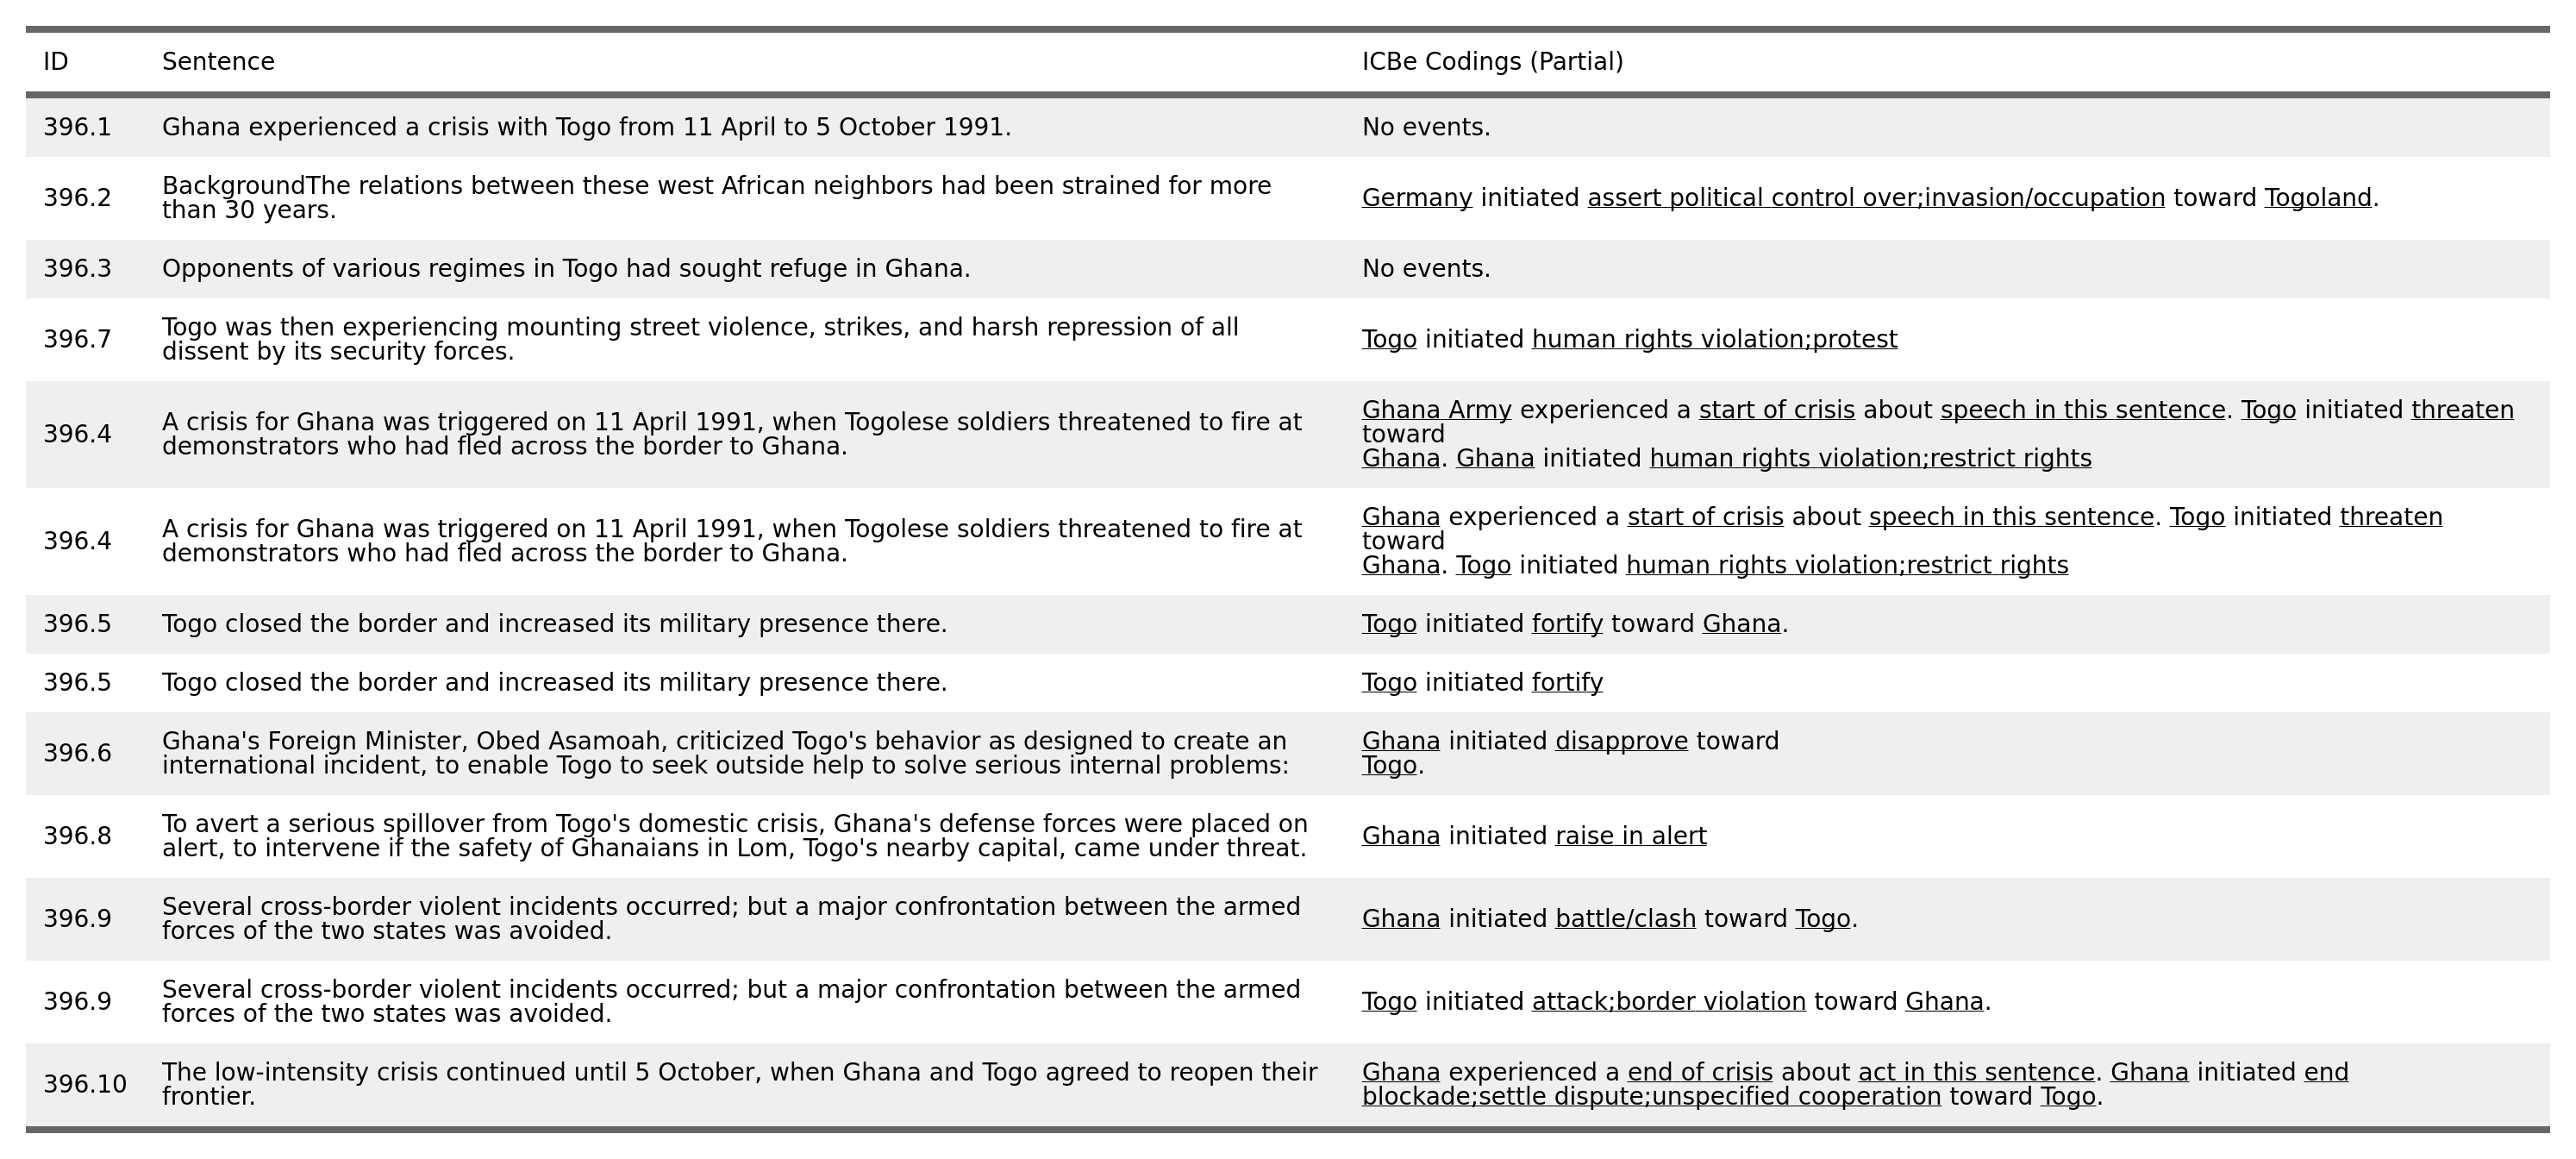 ID Sentence ICBe Codings (Partial)
396.1 Ghana experienced a crisis with Togo from 11 April to 5 October 1991. No events.
396.2 BackgroundThe relations between these west African neighbors had been strained for more
than 30 years. Germany initiated assert political control over;invasion/occupation toward Togoland.
396.3 Opponents of various regimes in Togo had sought refuge in Ghana. No events.
396.7 Togo was then experiencing mounting street violence, strikes, and harsh repression of all
dissent by its security forces. Togo initiated human rights violation;protest
396.4 A crisis for Ghana was triggered on 11 April 1991, when Togolese soldiers threatened to fire at
demonstrators who had fled across the border to Ghana.
Ghana Army experienced a start of crisis about speech in this sentence. Togo initiated threaten
toward
Ghana. Ghana initiated human rights violation;restrict rights
396.4 A crisis for Ghana was triggered on 11 April 1991, when Togolese soldiers threatened to fire at
demonstrators who had fled across the border to Ghana.
Ghana experienced a start of crisis about speech in this sentence. Togo initiated threaten
toward
Ghana. Togo initiated human rights violation;restrict rights
396.5 Togo closed the border and increased its military presence there. Togo initiated fortify toward Ghana.
396.5 Togo closed the border and increased its military presence there. Togo initiated fortify
396.6 Ghana's Foreign Minister, Obed Asamoah, criticized Togo's behavior as designed to create an
international incident, to enable Togo to seek outside help to solve serious internal problems:
Ghana initiated disapprove toward
Togo.
396.8 To avert a serious spillover from Togo's domestic crisis, Ghana's defense forces were placed on
alert, to intervene if the safety of Ghanaians in Lom, Togo's nearby capital, came under threat.
Ghana initiated raise in alert
396.9 Several cross-border violent incidents occurred; but a major confrontation between the armed
forces of the two states was avoided.
Ghana initiated battle/clash toward Togo.
396.9 Several cross-border violent incidents occurred; but a major confrontation between the armed
forces of the two states was avoided.
Togo initiated attack;border violation toward Ghana.
396.10 The low-intensity crisis continued until 5 October, when Ghana and Togo agreed to reopen their
frontier.
Ghana experienced a end of crisis about act in this sentence. Ghana initiated end
blockade;settle dispute;unspecified cooperation toward Togo.